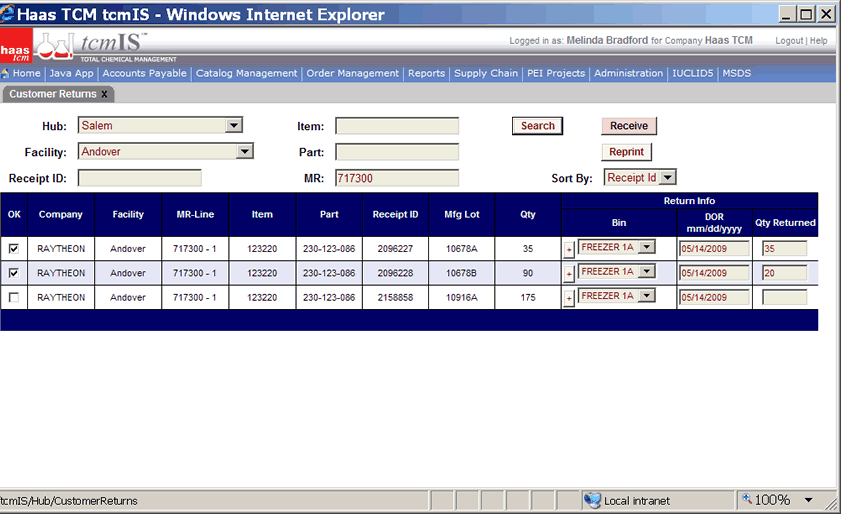 Haas TCM tcmIS - Windows Internet Explorer
haas tcm tcmIS™ Logged in as: Melinda Bradford for Company Haas TCM Logout | Help
TOTAL CHEMICAL MANAGEMENT
Home | Java App | Accounts Payable | Catalog Management | Order Management | Reports | Supply Chain | PEI Projects | Administration | IUCLID5 | MSDS
Customer Returns x
Hub: Salem Item: Search Receive
Facility: Andover Part: Reprint
Receipt ID: MR: 717300 Sort By: Receipt Id
Return Info
OK Company Facility MR-Line Item Part Receipt ID Mfg Lot Qty Bin DOR mm/dd/yyyy Qty Returned
RAYTHEON Andover 717300 - 1 123220 230-123-086 2096227 10678A 35 + FREEZER 1A 05/14/2009 35
RAYTHEON Andover 717300 - 1 123220 230-123-086 2096228 10678B 90 + FREEZER 1A 05/14/2009 20
RAYTHEON Andover 717300 - 1 123220 230-123-086 2158858 10916A 175 + FREEZER 1A 05/14/2009
tcmIS/Hub/CustomerReturns Local intranet 100%